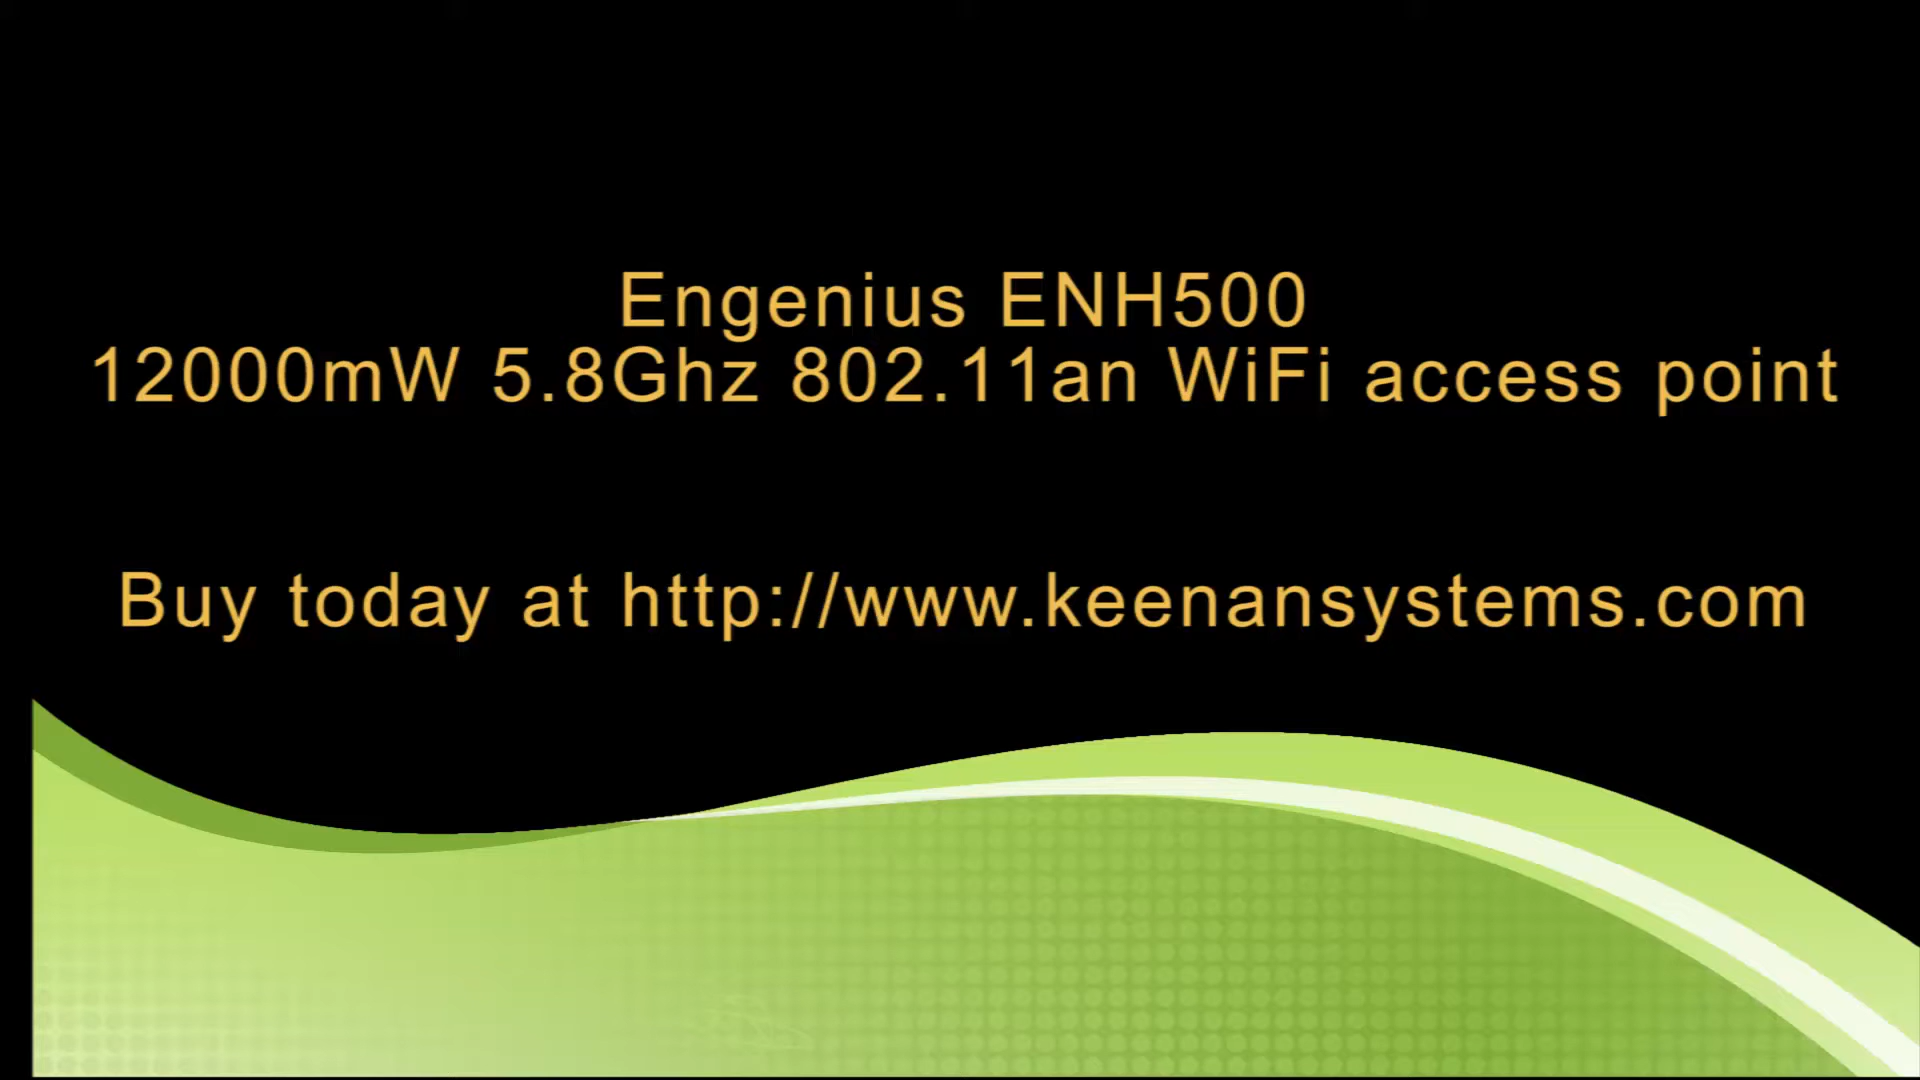 Engenius ENH500
12000mW 5.8Ghz 802.11an WiFi access point
Buy today at http://www.keenansystems.com